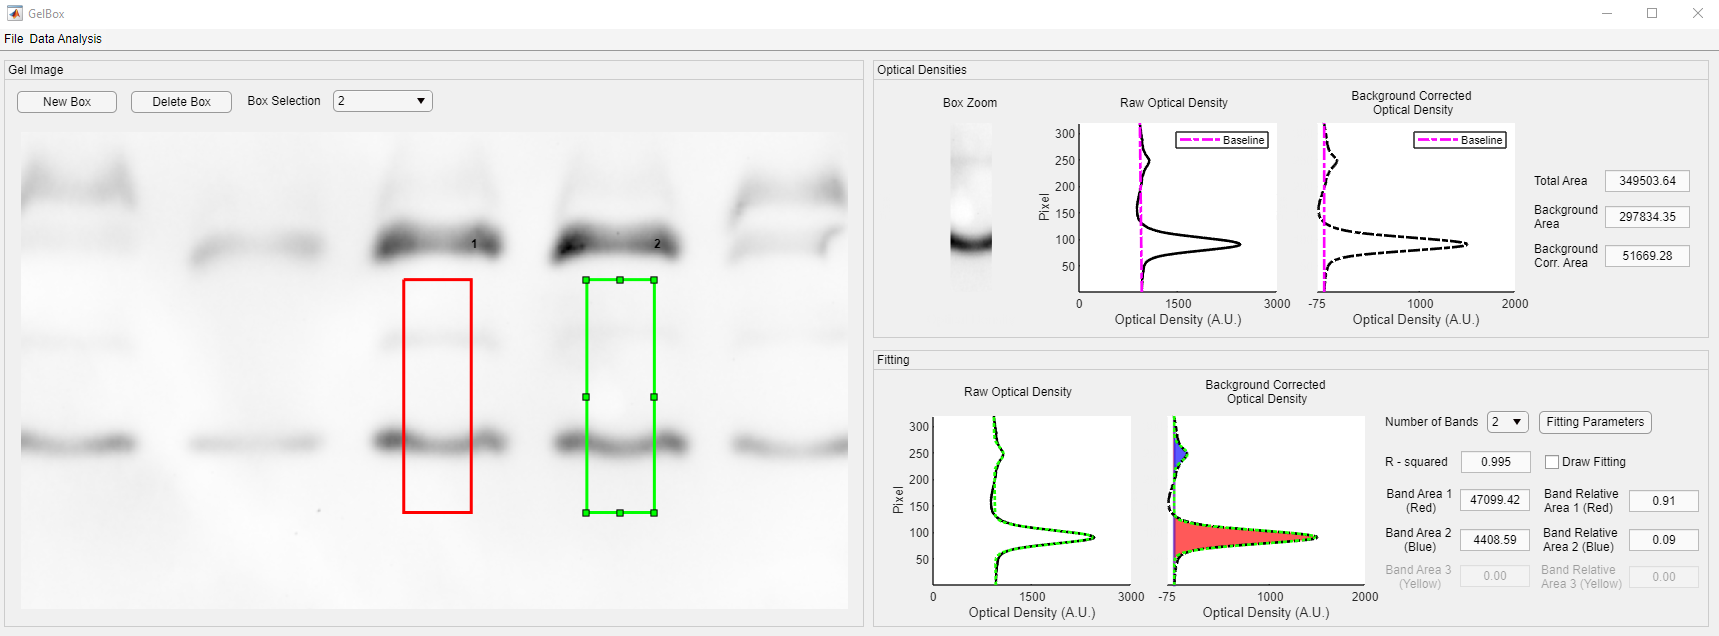 GelBox
File Data Analysis
Gel Image
New Box
Delete Box
Box Selection
2
1
2
Optical Densities
Box Zoom
Raw Optical Density
Baseline
300
250
200
150
100
50
Pixel
0
1500
3000
Optical Density (A.U.)
Background Corrected
Optical Density
Baseline
-75
1000
2000
Optical Density (A.U.)
Total Area
349503.64
Background
Area
297834.35
Background
Corr. Area
51669.28
Fitting
Raw Optical Density
300
250
200
150
100
50
Pixel
0
1500
3000
Optical Density (A.U.)
Background Corrected
Optical Density
-75
1000
2000
Optical Density (A.U.)
Number of Bands
2
Fitting Parameters
R - squared
0.995
Draw Fitting
Band Area 1
(Red)
47099.42
Band Relative
Area 1 (Red)
0.91
Band Area 2
(Blue)
4408.59
Band Relative
Area 2 (Blue)
0.09
Band Area 3
(Yellow)
0.00
Band Relative
Area 3 (Yellow)
0.00